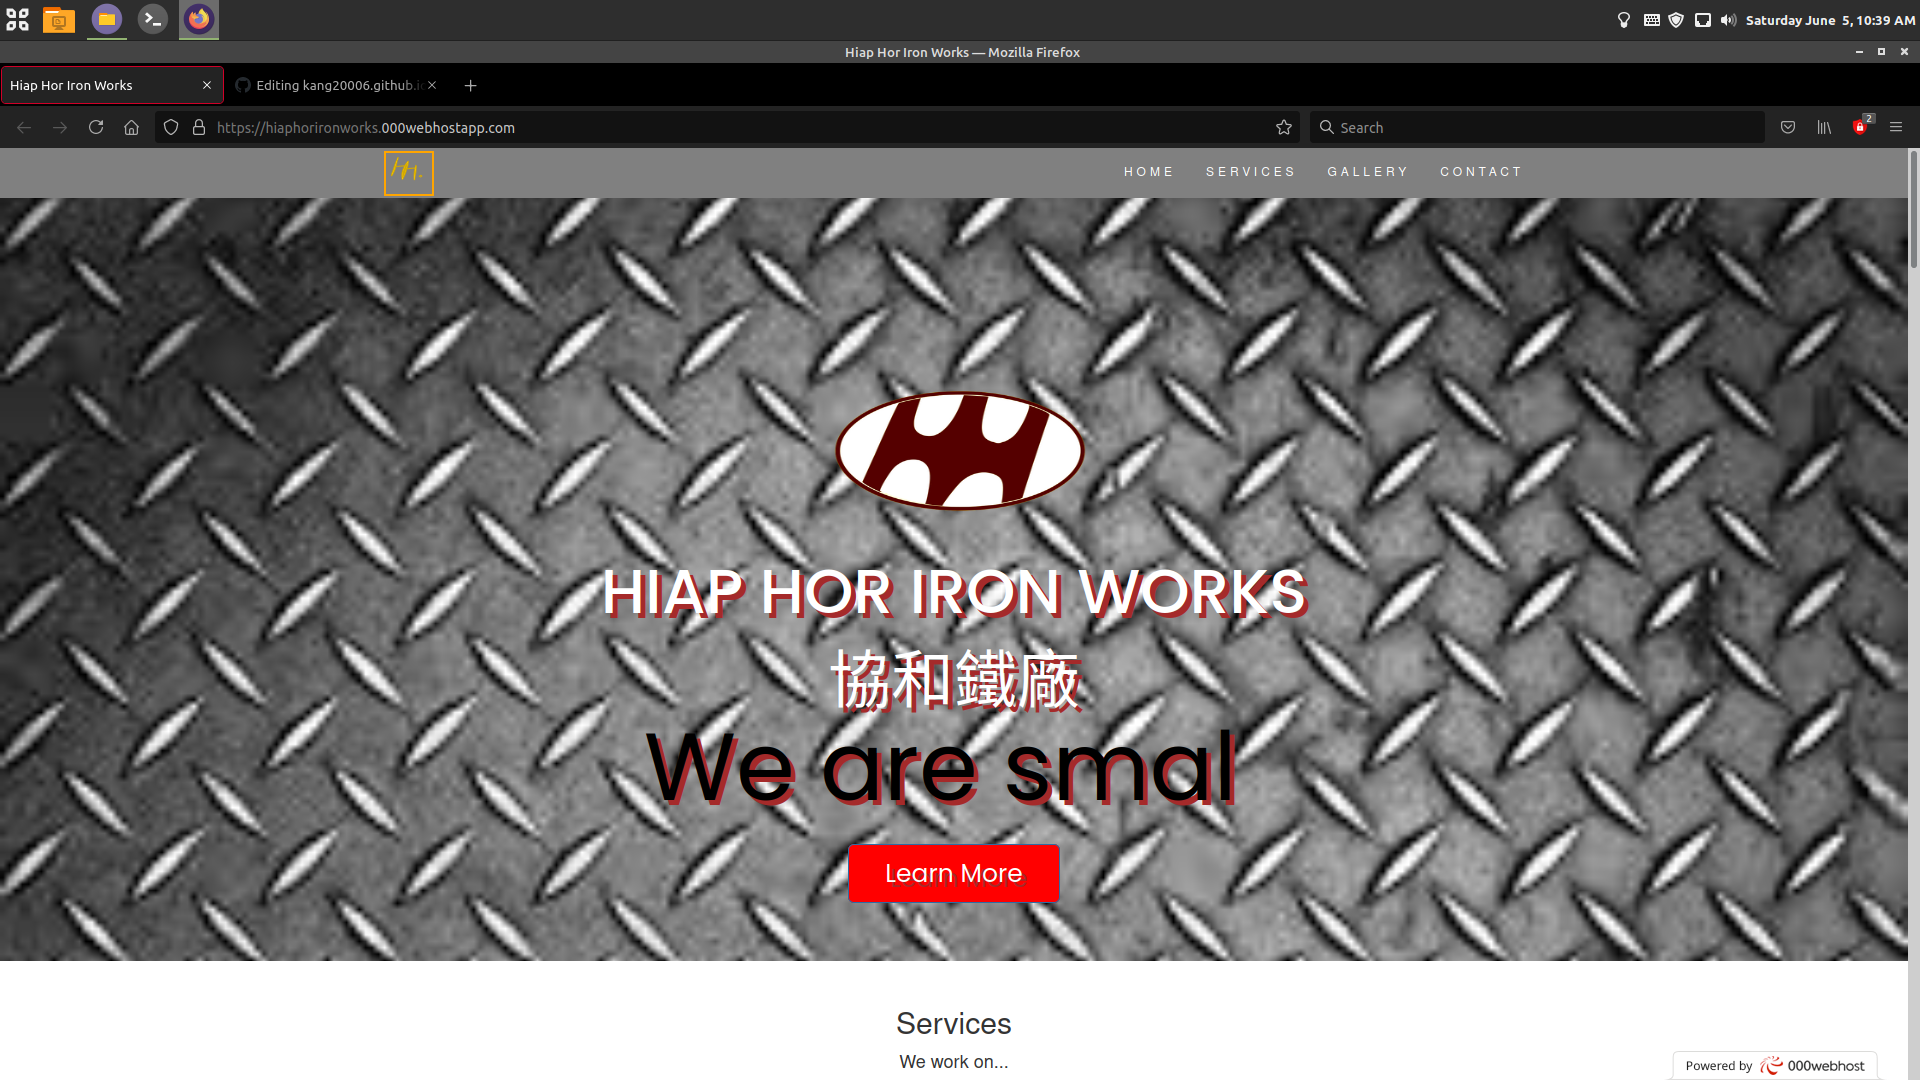 Saturday June 5, 10:39 AM
Hiap Hor Iron Works — Mozilla Firefox
Hiap Hor Iron Works
Editing kang20006.github.i
https://hiaphorironworks.000webhostapp.com
Search
2
HH.
HOME SERVICES GALLERY CONTACT
HIAP HOR IRON WORKS
協和鐵廠
We are smal
Learn More
Services
We work on...
Powered by 000webhost